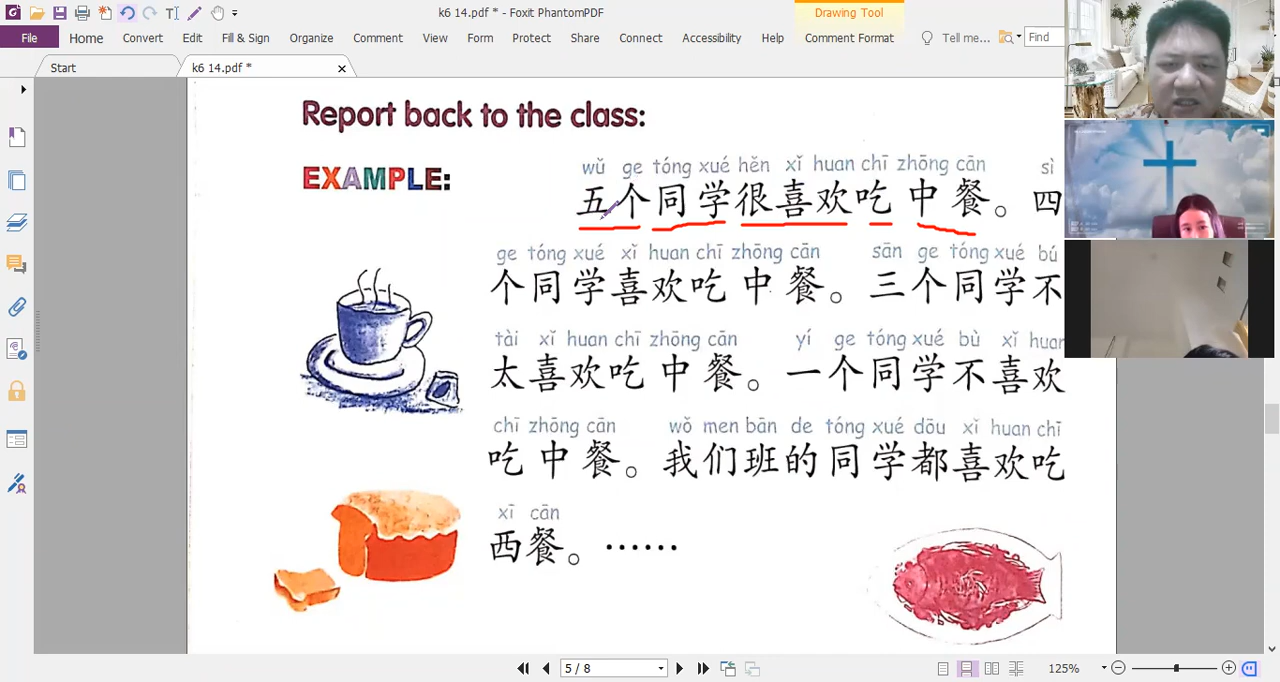 k6 14.pdf * - Foxit PhantomPDF
Drawing Tool
File Home Convert Edit Fill & Sign Organize Comment View Form Protect Share Connect Accessibility Help Comment Format Tell me... Find
Start k6 14.pdf *
Report back to the class:
EXAMPLE:
wǔ ge tóng xué hěn xǐ huan chī zhōng cān sì
五个同学很喜欢吃中餐。四
ge tóng xué xǐ huan chī zhōng cān sān ge tóng xué bú
个同学喜欢吃中餐。三个同学不
tài xǐ huan chī zhōng cān yí ge tóng xué bù xǐ huan
太喜欢吃中餐。一个同学不喜欢
chī zhōng cān wǒ men bān de tóng xué dōu xǐ huan chī
吃中餐。我们班的同学都喜欢吃
xī cān
西餐。……
5 / 8
125%